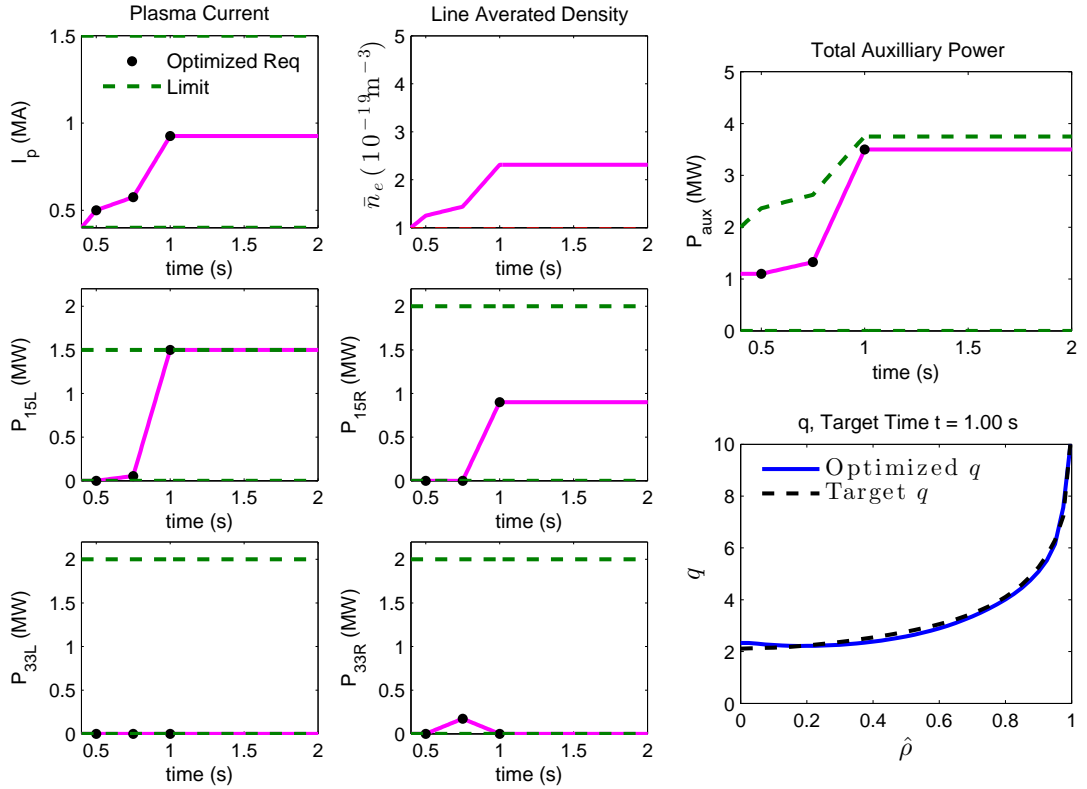 Plasma Current
1.5
1
0.5
I_p (MA)
Optimized Req
Limit
0.5 1 1.5 2
time (s)
Line Averated Density
5
4
3
2
1
n̄_e (10^−19 m^−3)
0.5 1 1.5 2
time (s)
Total Auxilliary Power
5
4
3
2
1
0
P_aux (MW)
0.5 1 1.5 2
time (s)
2
1.5
1
0.5
0
P_15L (MW)
0.5 1 1.5 2
time (s)
2
1.5
1
0.5
0
P_15R (MW)
0.5 1 1.5 2
time (s)
2
1.5
1
0.5
0
P_33L (MW)
0.5 1 1.5 2
time (s)
2
1.5
1
0.5
0
P_33R (MW)
0.5 1 1.5 2
time (s)
q, Target Time t = 1.00 s
10
8
6
4
2
0
q
Optimized q
Target q
0 0.2 0.4 0.6 0.8 1
ρ̂